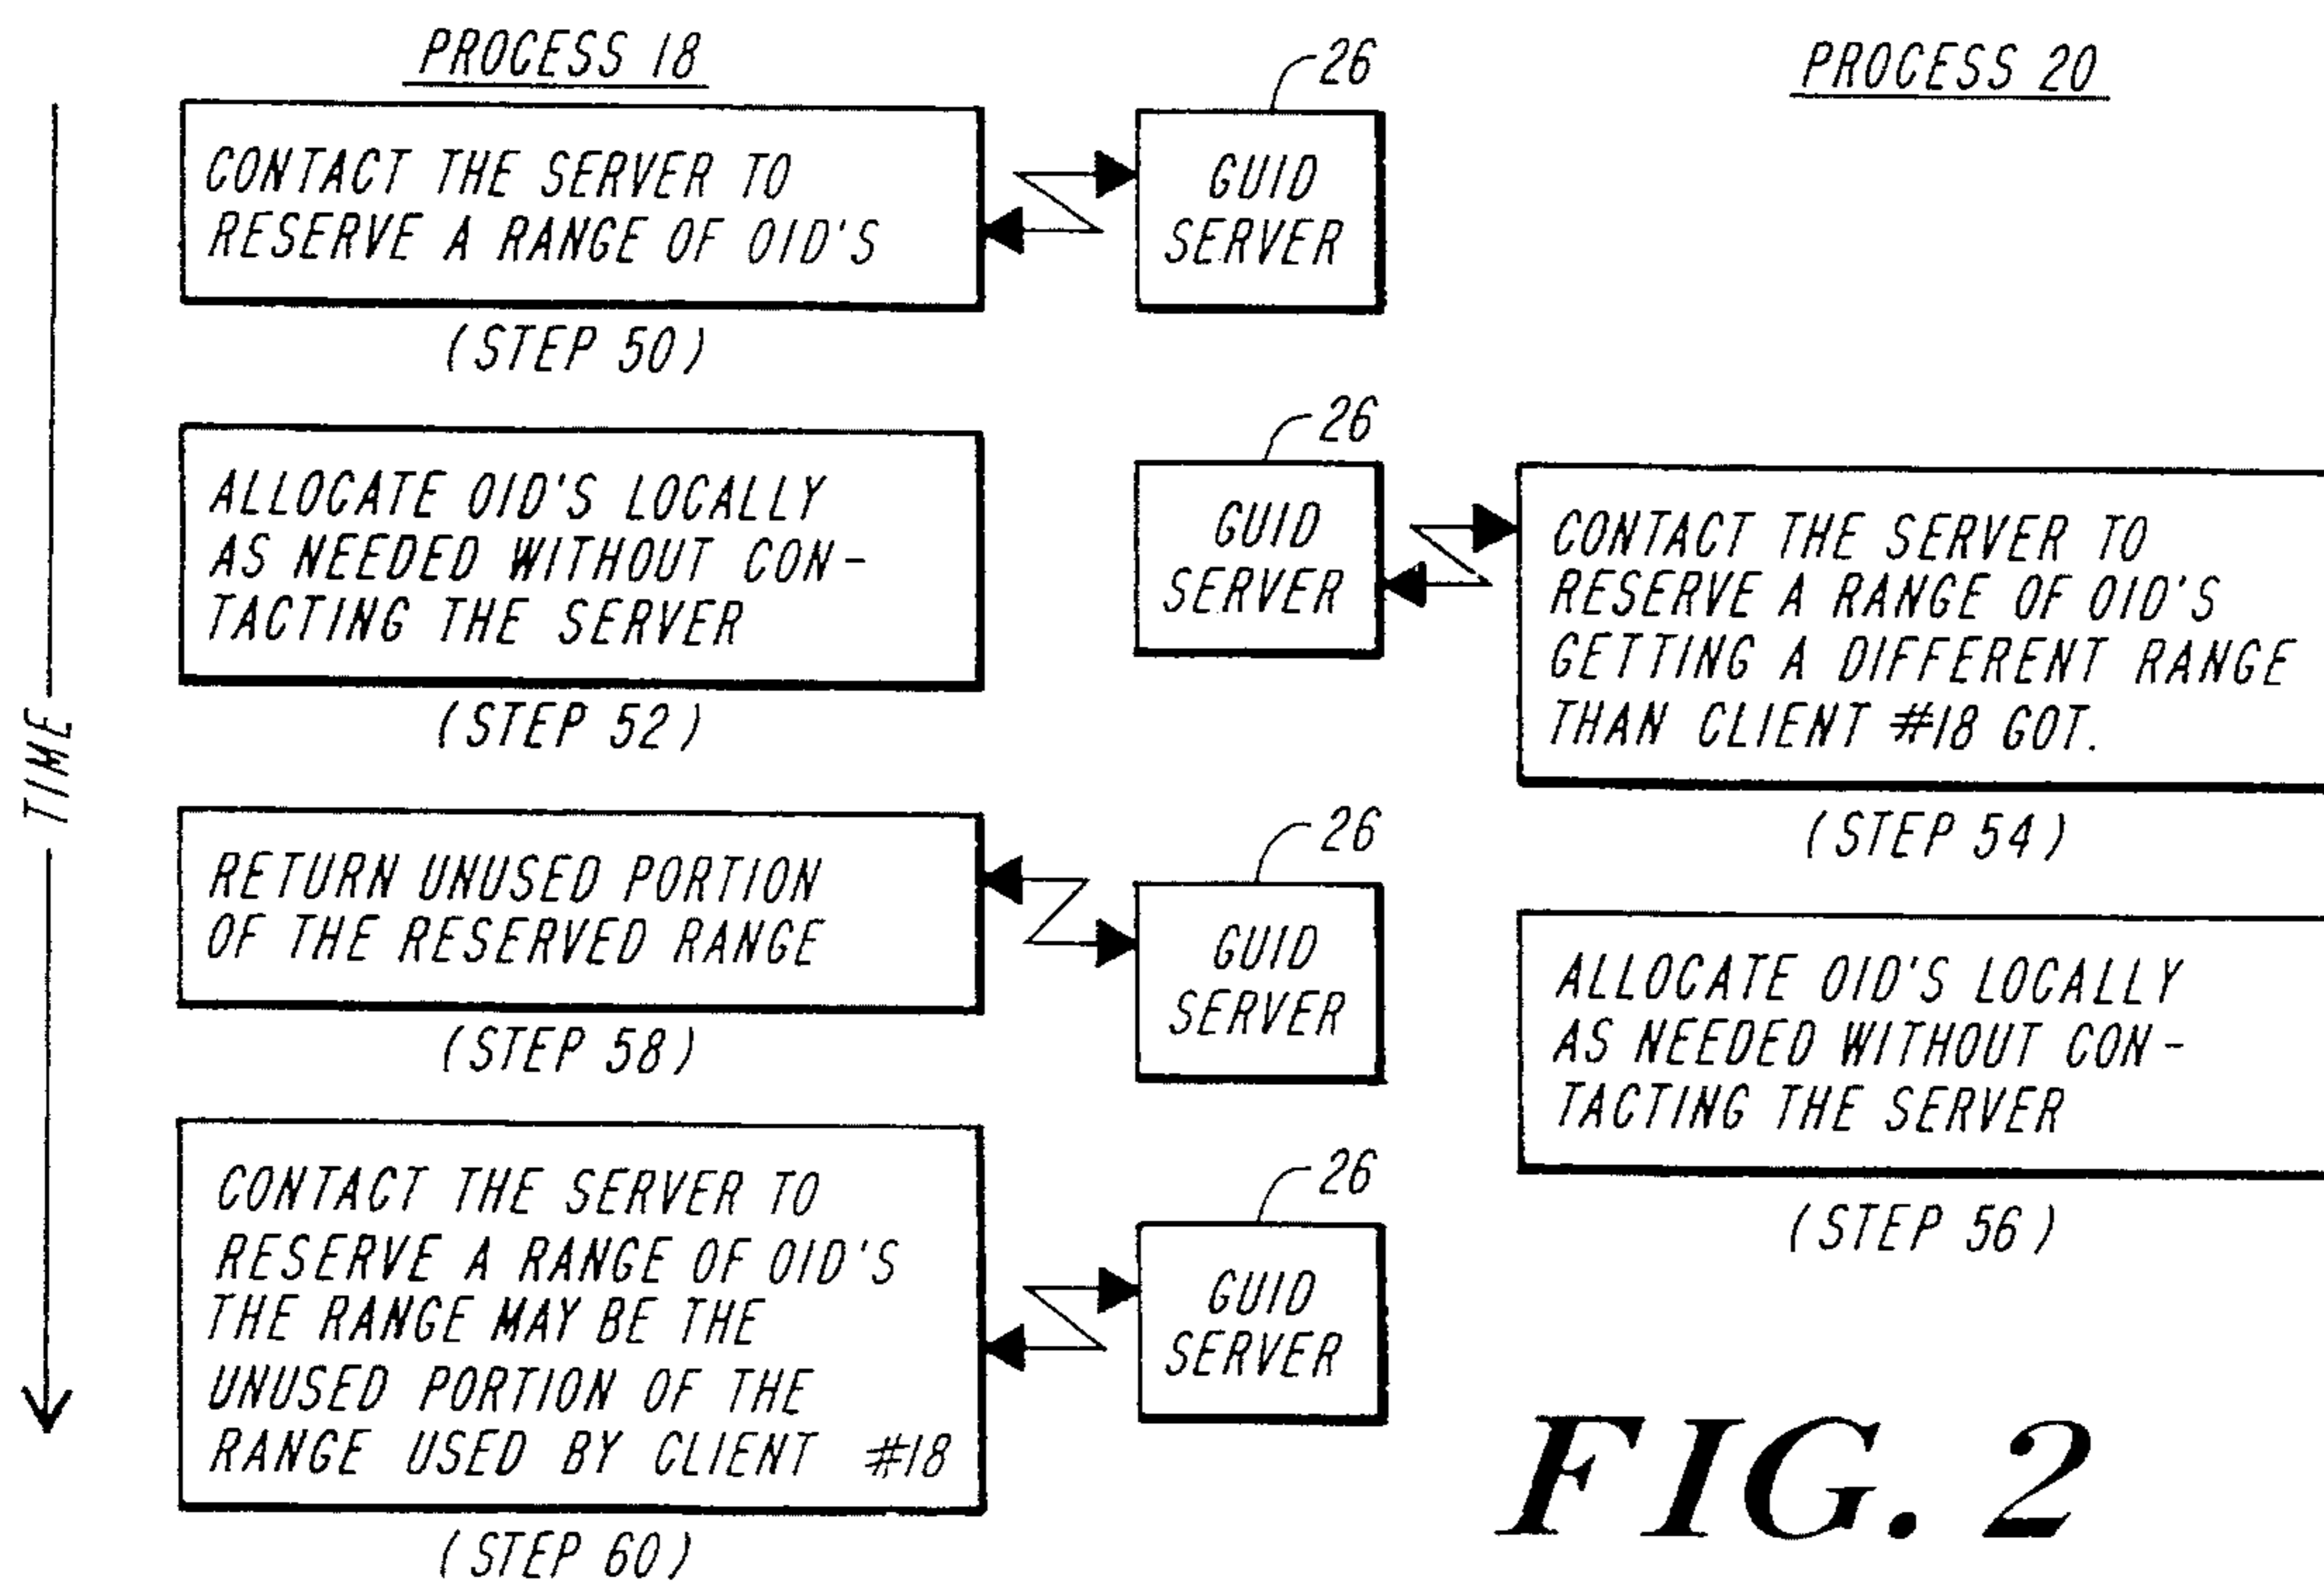 PROCESS 18
26
PROCESS 20
CONTACT THE SERVER TO
RESERVE A RANGE OF OID'S
GUID
SERVER
(STEP 50)
26
ALLOCATE OID'S LOCALLY
AS NEEDED WITHOUT CON-
TACTING THE SERVER
GUID
SERVER
CONTACT THE SERVER TO
RESERVE A RANGE OF OID'S
GETTING A DIFFERENT RANGE
THAN CLIENT #18 GOT.
(STEP 52)
(STEP 54)
TIME
26
RETURN UNUSED PORTION
OF THE RESERVED RANGE
GUID
SERVER
(STEP 58)
ALLOCATE OID'S LOCALLY
AS NEEDED WITHOUT CON-
TACTING THE SERVER
(STEP 56)
26
CONTACT THE SERVER TO
RESERVE A RANGE OF OID'S
THE RANGE MAY BE THE
UNUSED PORTION OF THE
RANGE USED BY CLIENT #18
GUID
SERVER
(STEP 60)
FIG. 2